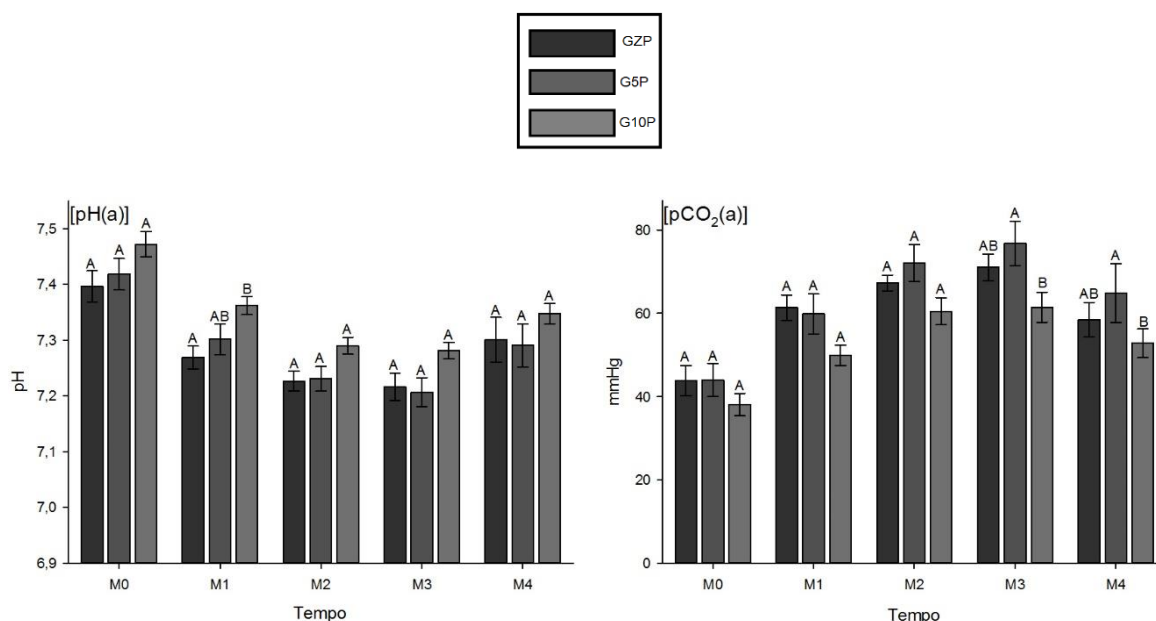 GZP
G5P
G10P
[pH(a)]
7,5
7,4
7,3
7,2
7,1
7,0
6,9
pH
A A A
A AB B
A A A
A A A
A A A
M0 M1 M2 M3 M4
Tempo
[pCO₂(a)]
80
60
40
20
0
mmHg
A A A
A A A
A A A
AB A B
AB A B
M0 M1 M2 M3 M4
Tempo